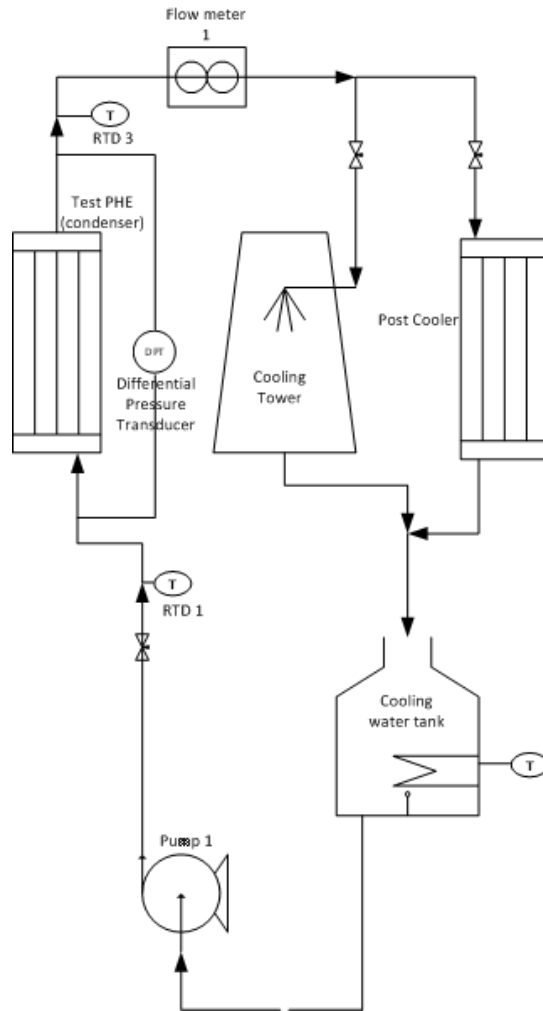 Flow meter
1
T
RTD 3
Test PHE
(condenser)
DPT
Differential
Pressure
Transducer
Cooling
Tower
Post Cooler
T
RTD 1
Cooling
water tank
T
Pump 1